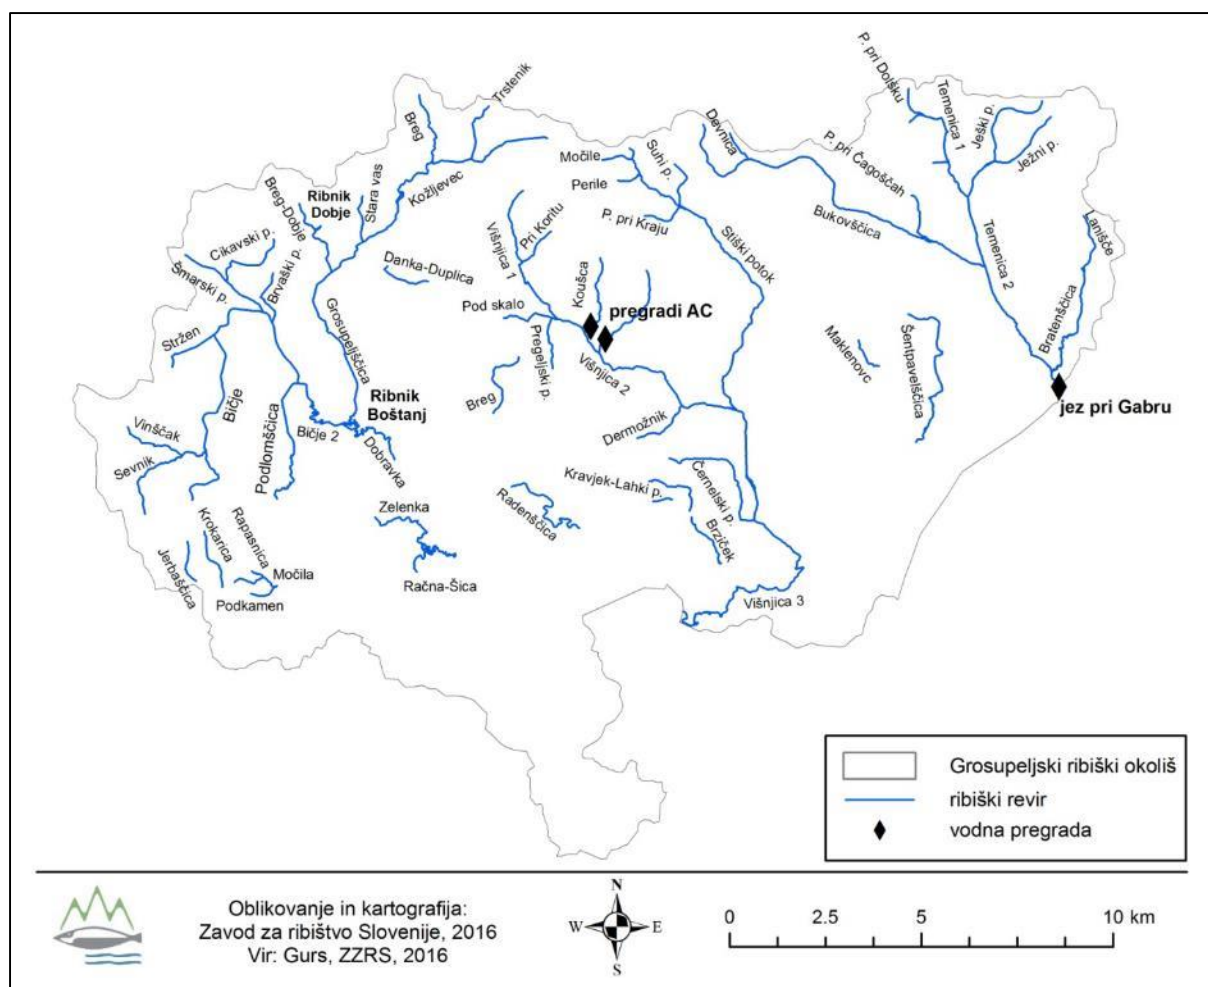 P. pri Dolšku
Temenica 1
Ješki p.
Ježni p.
Trstenik
Breg
Devnica
P. pri Čagoščah
Suhi p.
Močile
Perile
P. pri Kraju
Kožljevec
Stara vas
Ribnik
Dobje
Breg-Dobje
Bukovščica
Lanišče
Cikavski p.
Šmarski p.
Brvaški p.
Višnjica 1
Pri Koritu
Stiški potok
Temenica 2
Danka-Duplica
Koušca
Pod skalo
pregradi AC
Grosupeljščica
Stržen
Pregeljski p.
Višnjica 2
Maklenovc
Šentpavelščica
Bratenščica
jez pri Gabru
Ribnik
Boštanj
Bičje
Breg
Podlomščica
Bičje 2
Dobravka
Dermožnik
Vinščak
Sevnik
Kravjek-Lahki p.
Černelski p.
Brziček
Radenščica
Zelenka
Krokarica
Rapasnica
Jerbaščica
Močila
Podkamen
Račna-Šica
Višnjica 3
Grosupeljski ribiški okoliš
ribiški revir
vodna pregrada
Oblikovanje in kartografija:
Zavod za ribištvo Slovenije, 2016
Vir: Gurs, ZZRS, 2016
N
W
E
S
0
2.5
5
10 km